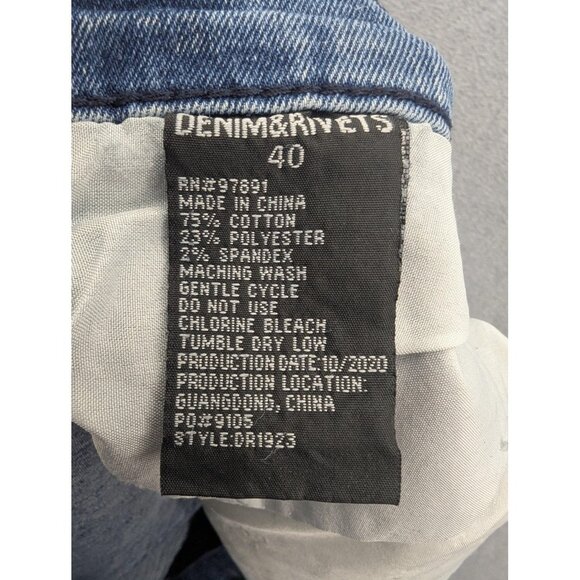 DENIM&RIVETS
40
RN#97891
MADE IN CHINA
75% COTTON
23% POLYESTER
2% SPANDEX
MACHING WASH
GENTLE CYCLE
DO NOT USE
CHLORINE BLEACH
TUMBLE DRY LOW
PRODUCTION DATE:10/2020
PRODUCTION LOCATION:
GUANGDONG, CHINA
PO#9105
STYLE:DR1923